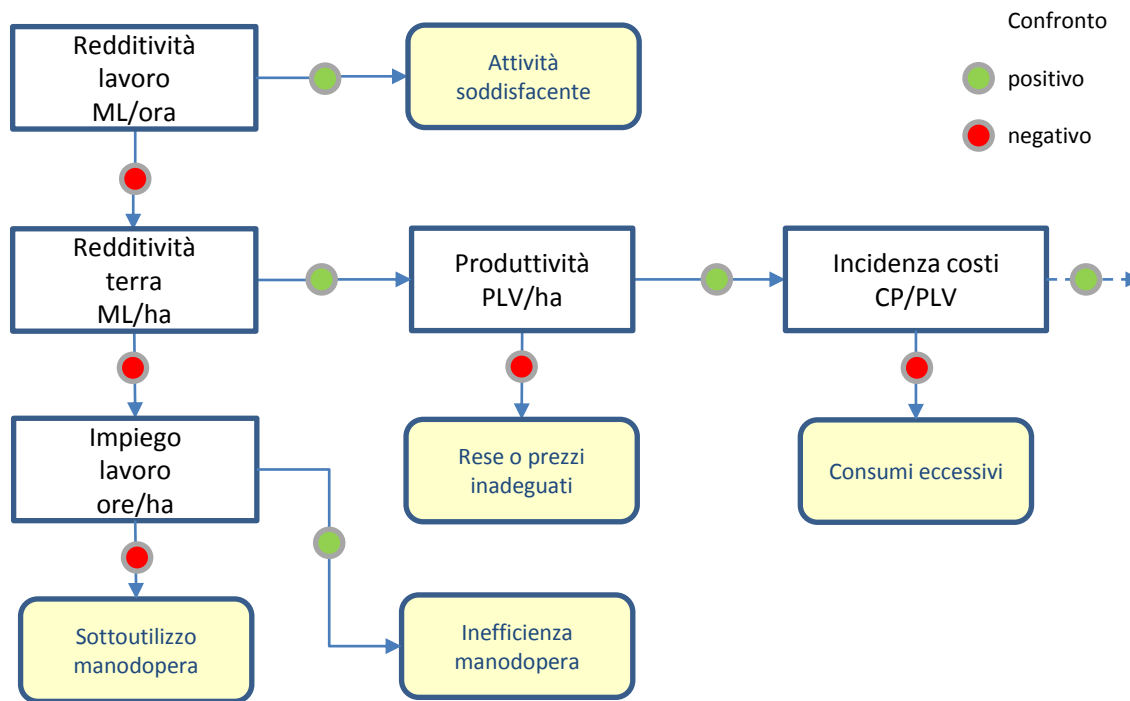 Redditività
lavoro
ML/ora
Attività
soddisfacente
Confronto
positivo
negativo
Redditività
terra
ML/ha
Produttività
PLV/ha
Incidenza costi
CP/PLV
Impiego
lavoro
ore/ha
Rese o prezzi
inadeguati
Consumi eccessivi
Sottoutilizzo
manodopera
Inefficienza
manodopera